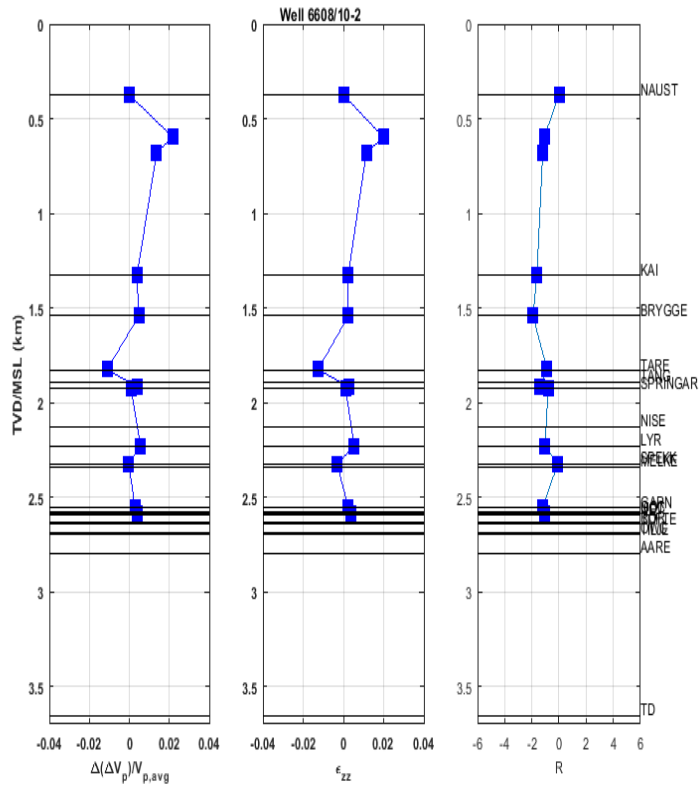 Well 6608/10-2
TVD/MSL (km)
0
0.5
1
1.5
2
2.5
3
3.5
-0.04 -0.02 0 0.02 0.04
Δ(ΔVp)/Vp,avg
0
0.5
1
1.5
2
2.5
3
3.5
-0.04 -0.02 0 0.02 0.04
εzz
0
0.5
1
1.5
2
2.5
3
3.5
-6 -4 -2 0 2 4 6
R
NAUST
KAI
BRYGGE
TARE
TANG
SPRINGAR
NISE
LYR
SPEKK
MELKE
GARN
AARE
TD